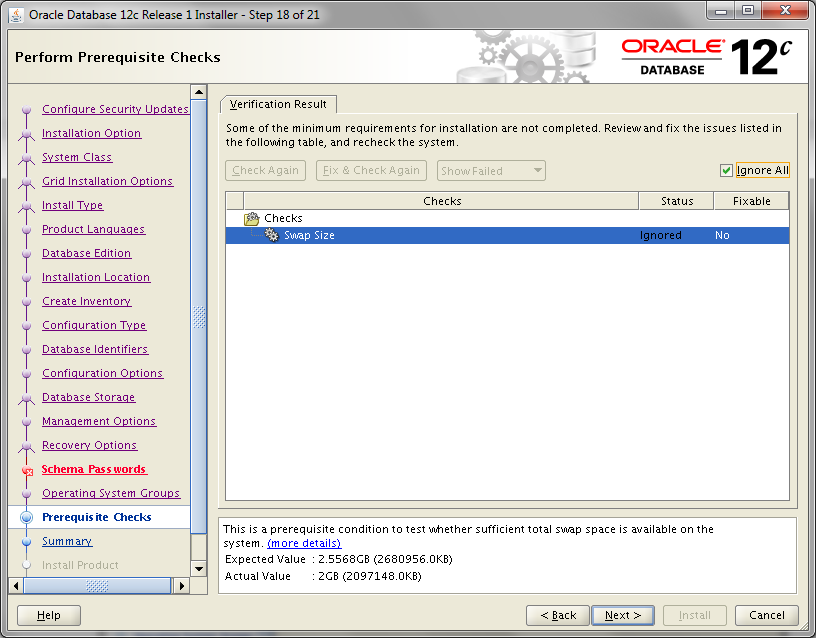 Oracle Database 12c Release 1 Installer - Step 18 of 21
Perform Prerequisite Checks
ORACLE®
DATABASE
12c
Configure Security Updates
Installation Option
System Class
Grid Installation Options
Install Type
Product Languages
Database Edition
Installation Location
Create Inventory
Configuration Type
Database Identifiers
Configuration Options
Database Storage
Management Options
Recovery Options
Schema Passwords
Operating System Groups
Prerequisite Checks
Summary
Install Product
Verification Result
Some of the minimum requirements for installation are not completed. Review and fix the issues listed in
the following table, and recheck the system.
Check Again Fix & Check Again Show Failed Ignore All
Checks Status Fixable
Checks
Swap Size Ignored No
This is a prerequisite condition to test whether sufficient total swap space is available on the
system. (more details)
Expected Value : 2.5568GB (2680956.0KB)
Actual Value : 2GB (2097148.0KB)
Help < Back Next > Install Cancel